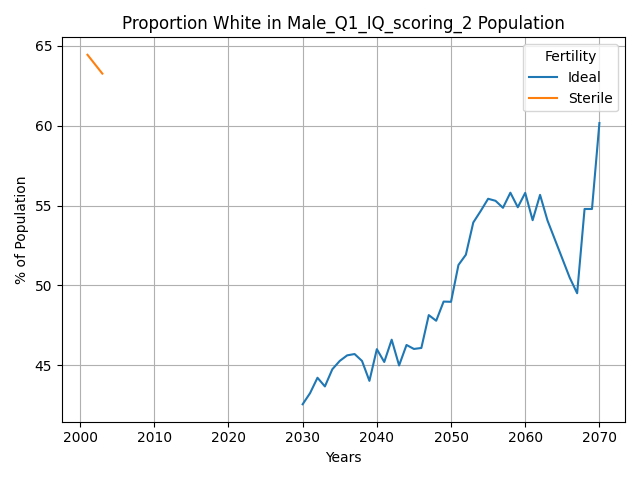 Proportion White in Male_Q1_IQ_scoring_2 Population
65
60
55
50
45
% of Population
Fertility
Ideal
Sterile
2000 2010 2020 2030 2040 2050 2060 2070
Years